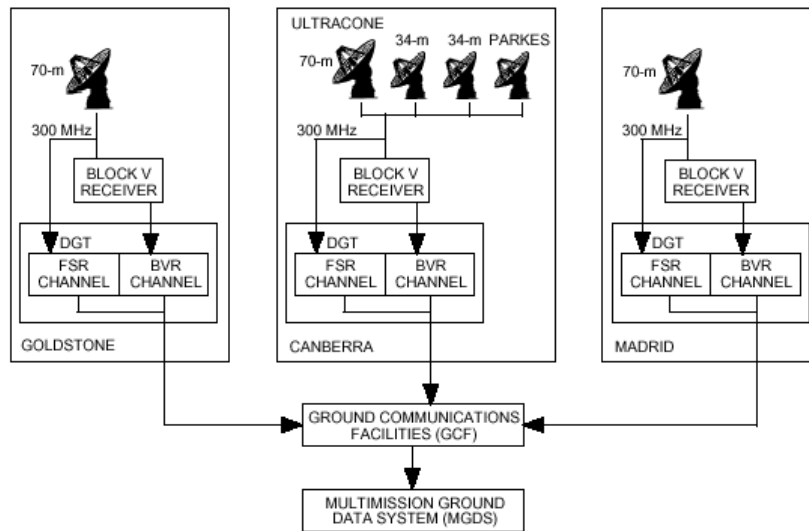 70-m
300 MHz
BLOCK V
RECEIVER
DGT
FSR
CHANNEL
BVR
CHANNEL
GOLDSTONE
ULTRACONE
70-m
34-m
34-m
PARKES
300 MHz
BLOCK V
RECEIVER
DGT
FSR
CHANNEL
BVR
CHANNEL
CANBERRA
70-m
300 MHz
BLOCK V
RECEIVER
DGT
FSR
CHANNEL
BVR
CHANNEL
MADRID
GROUND COMMUNICATIONS
FACILITIES (GCF)
MULTIMISSION GROUND
DATA SYSTEM (MGDS)